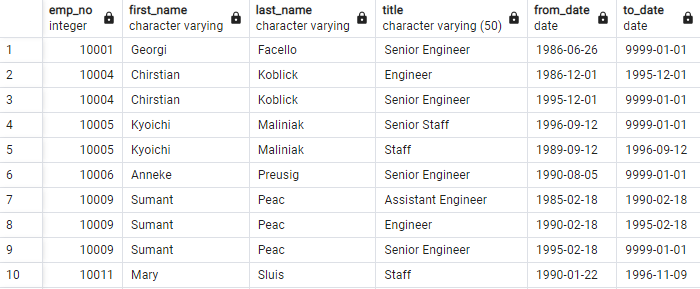 emp_no first_name last_name title from_date to_date
integer character varying character varying character varying (50) date date
1 10001 Georgi Facello Senior Engineer 1986-06-26 9999-01-01
2 10004 Chirstian Koblick Engineer 1986-12-01 1995-12-01
3 10004 Chirstian Koblick Senior Engineer 1995-12-01 9999-01-01
4 10005 Kyoichi Maliniak Senior Staff 1996-09-12 9999-01-01
5 10005 Kyoichi Maliniak Staff 1989-09-12 1996-09-12
6 10006 Anneke Preusig Senior Engineer 1990-08-05 9999-01-01
7 10009 Sumant Peac Assistant Engineer 1985-02-18 1990-02-18
8 10009 Sumant Peac Engineer 1990-02-18 1995-02-18
9 10009 Sumant Peac Senior Engineer 1995-02-18 9999-01-01
10 10011 Mary Sluis Staff 1990-01-22 1996-11-09